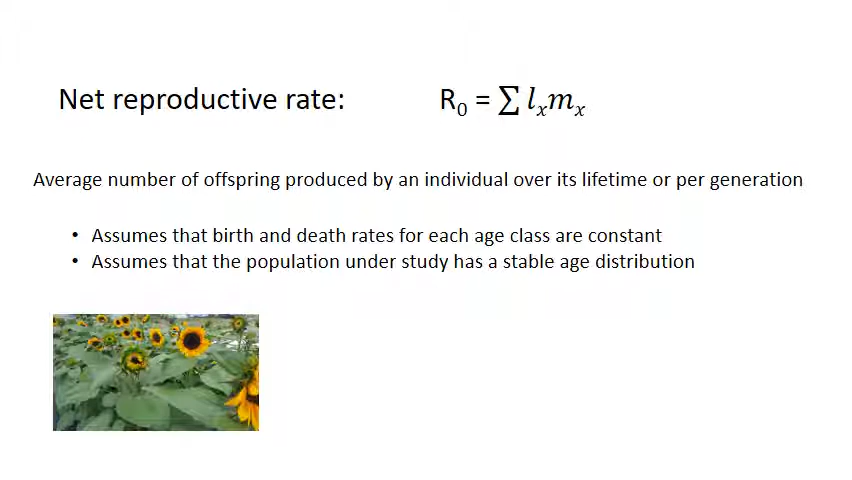 Net reproductive rate: R₀ = ∑ lₓmₓ
Average number of offspring produced by an individual over its lifetime or per generation
• Assumes that birth and death rates for each age class are constant
• Assumes that the population under study has a stable age distribution